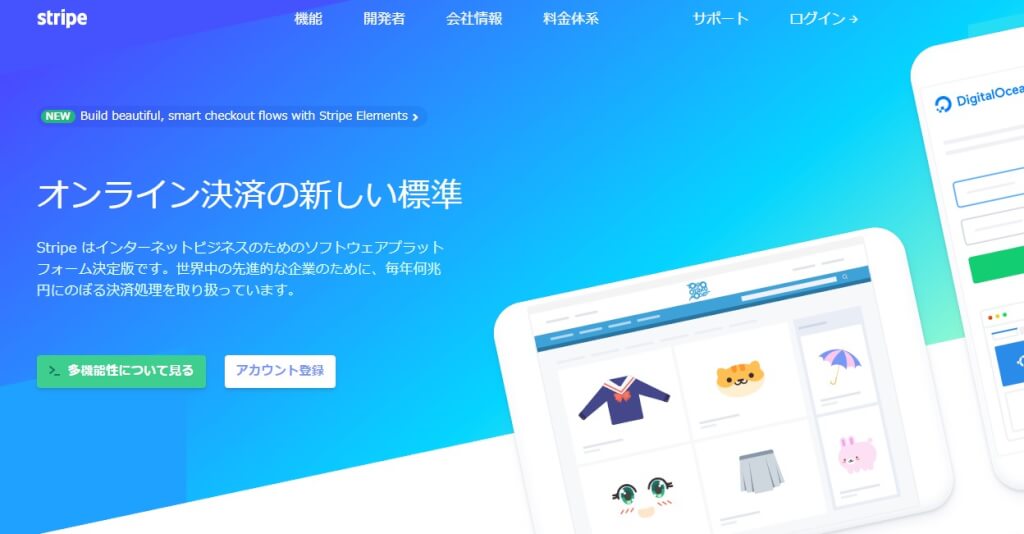 stripe
機能
開発者
会社情報
料金体系
サポート
ログイン →
NEW Build beautiful, smart checkout flows with Stripe Elements
オンライン決済の新しい標準
Stripe はインターネットビジネスのためのソフトウェアプラット
フォーム決定版です。世界中の先進的な企業のために、毎年何兆
円にのぼる決済処理を取り扱っています。
>_ 多機能性について見る
アカウント登録
DigitalOcea